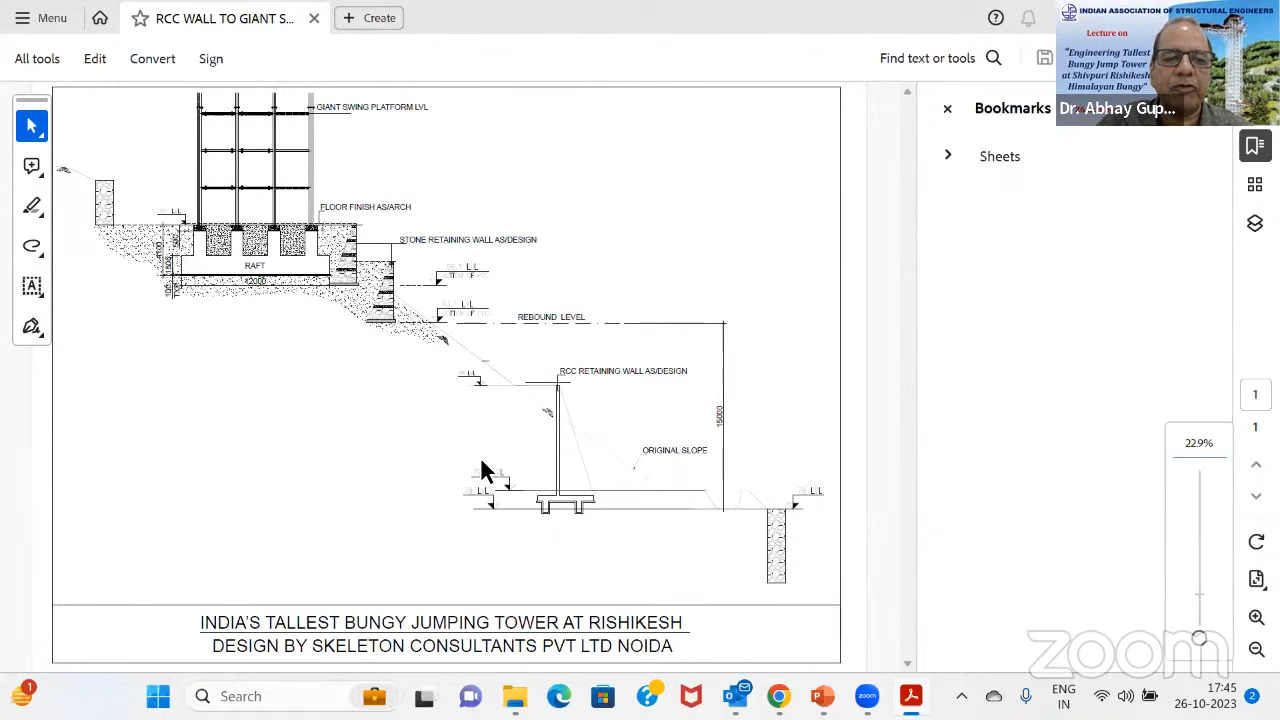 Menu
RCC WALL TO GIANT S...
Create
All tools
Edit
Convert
Sign
Find text or tools
INDIAN ASSOCIATION OF STRUCTURAL ENGINEERS
Lecture on
"Engineering Tallest
Bungy Jump Tower
at Shivpuri Rishikesh
Himalayan Bungy"
Dr. Abhay Gup...
Bookmarks
Sheets
GIANT SWING PLATFORM LVL
FLOOR FINISH AS/ARCH
STONE RETAINING WALL AS/DESIGN
RAFT
12000
REBOUND LEVEL
RCC RETAINING WALL AS/DESIGN
15000
ORIGINAL SLOPE
INDIA'S TALLEST BUNGY JUMPING TOWER AT RISHIKESH
DESIGN BY SKELETON CONSULTANTS PVT LTD NOIDA
1
1
22.9%
zoom
1
Search
zoom
ENG
IN
17:45
26-10-2023
2